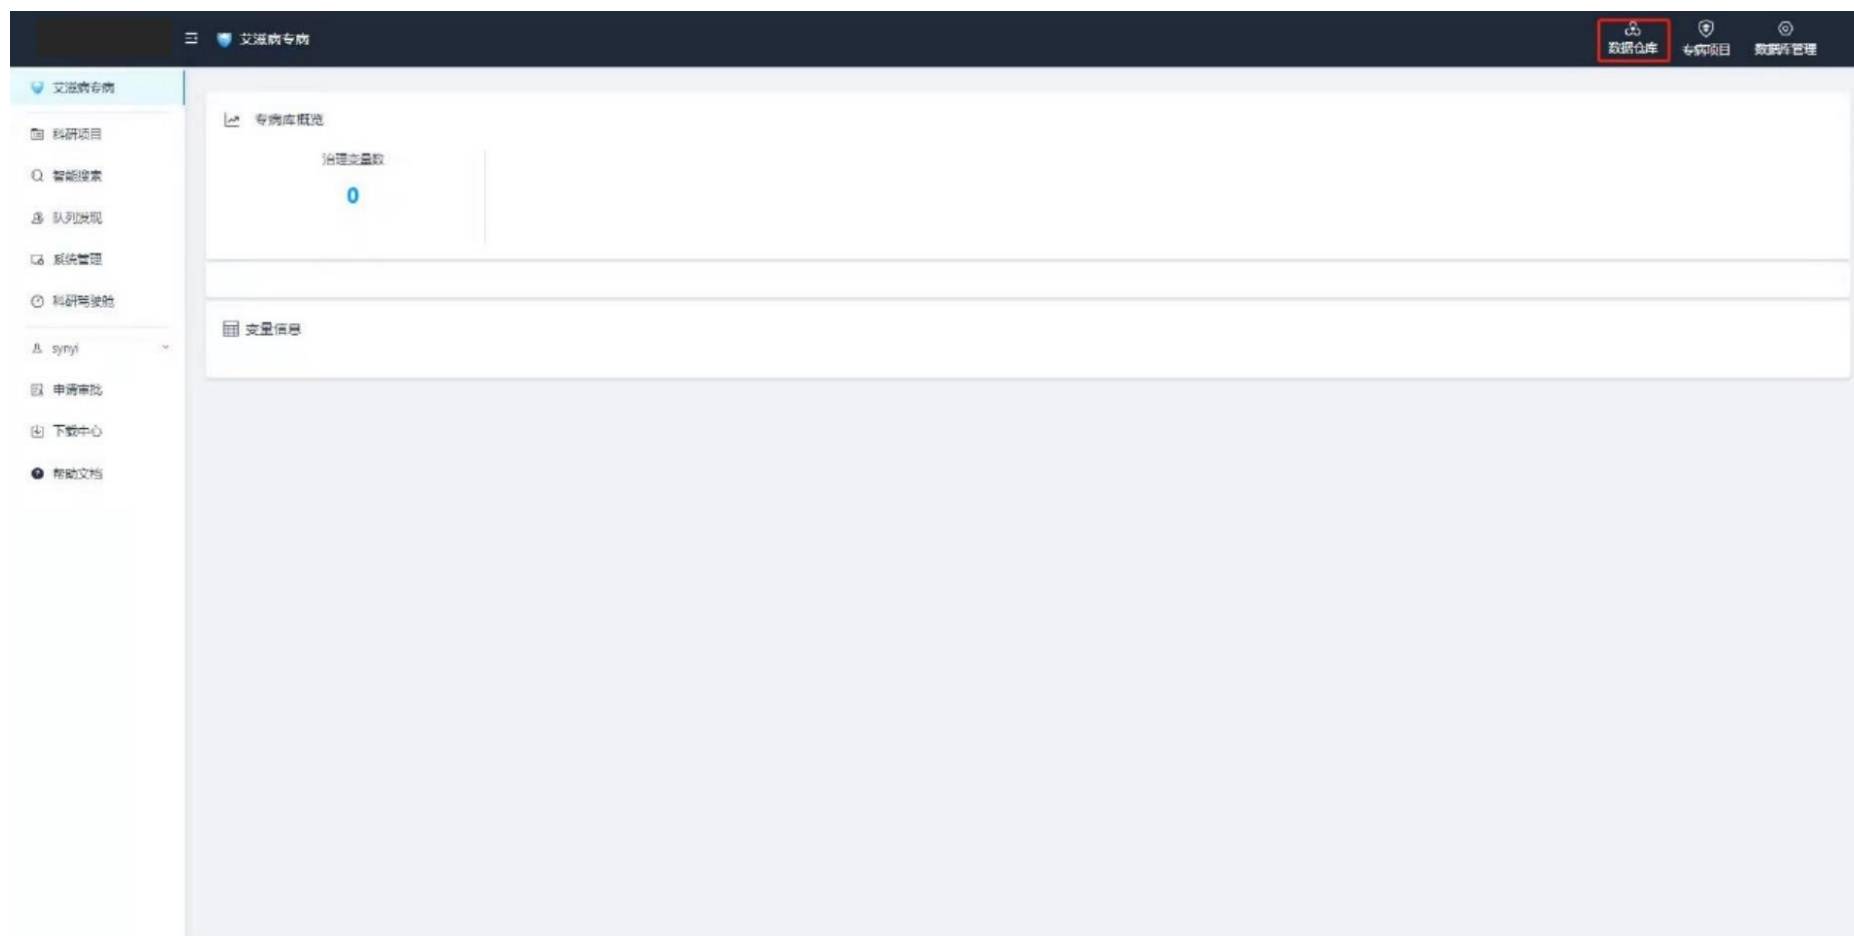 艾滋病专病
数据仓库
专病项目
数据库管理
艾滋病专病
科研项目
智能搜索
队列发现
系统管理
科研驾驶舱
synyi
申请审批
下载中心
帮助文档
专病库概览
治理变量数
0
变量信息